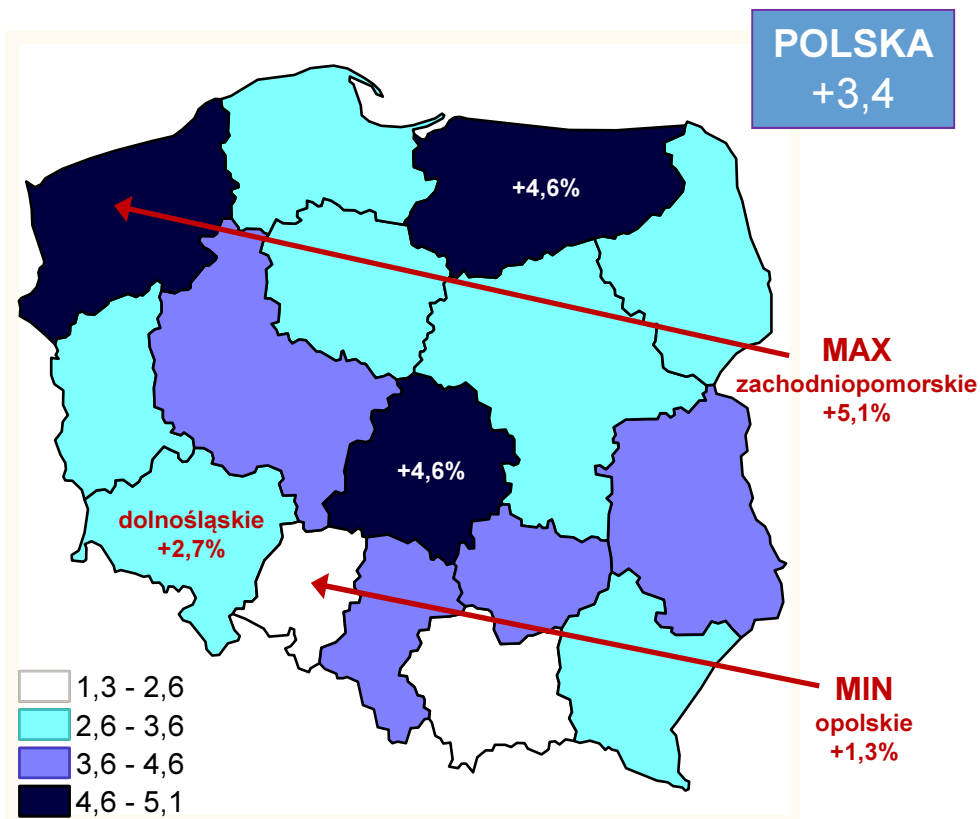 POLSKA
+3,4
+4,6%
MAX
zachodniopomorskie
+5,1%
+4,6%
dolnośląskie
+2,7%
MIN
opolskie
+1,3%
1,3 - 2,6
2,6 - 3,6
3,6 - 4,6
4,6 - 5,1